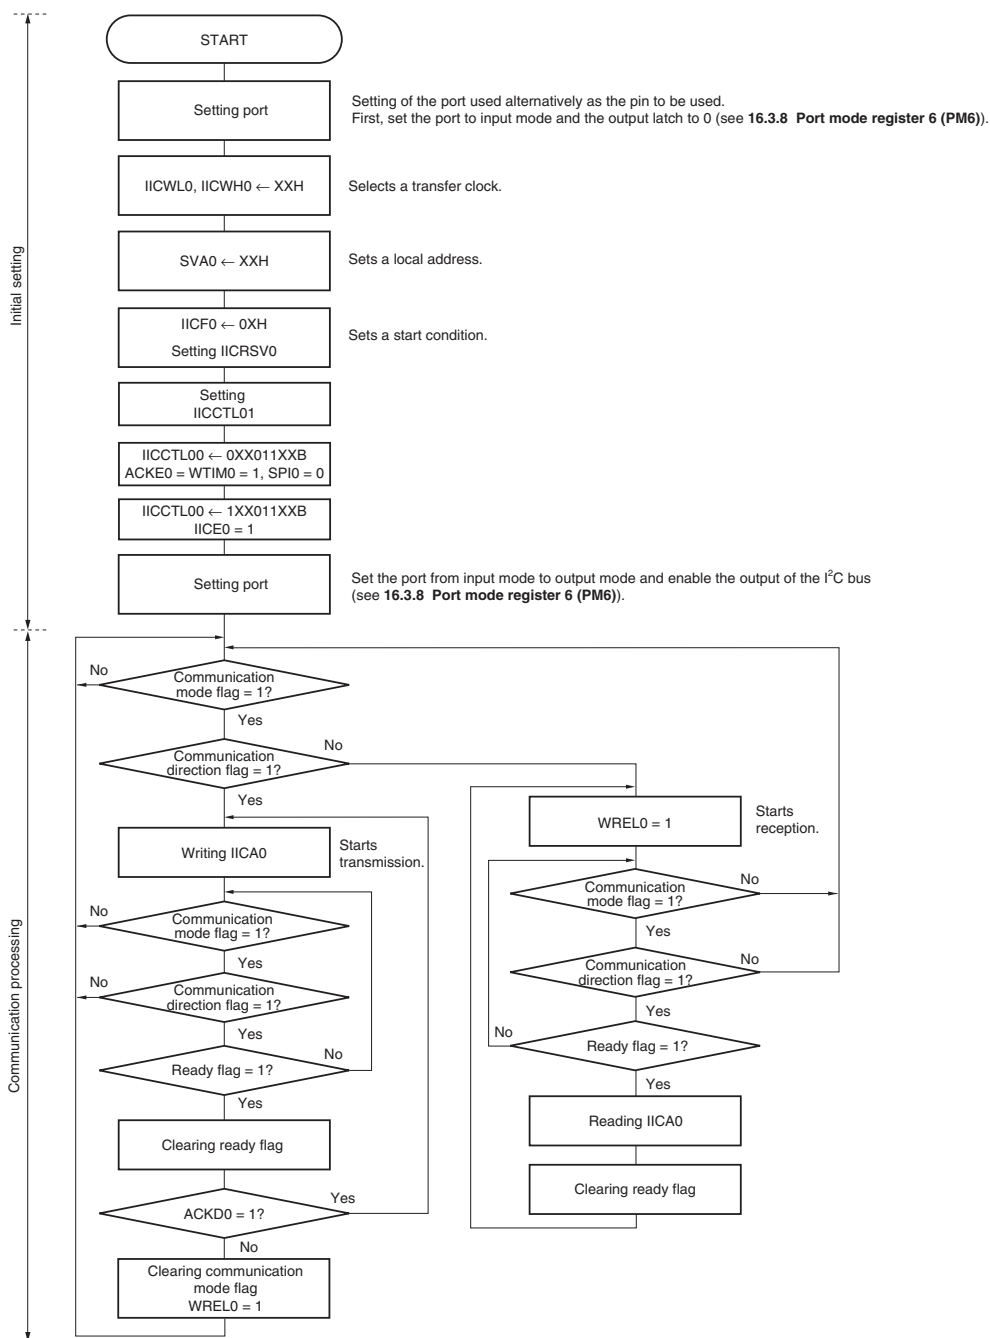 START
Setting port
Setting of the port used alternatively as the pin to be used.
First, set the port to input mode and the output latch to 0 (see 16.3.8 Port mode register 6 (PM6)).
IICWL0, IICWH0 ← XXH
Selects a transfer clock.
SVA0 ← XXH
Sets a local address.
IICF0 ← 0XH
Setting IICRSV0
Sets a start condition.
Setting
IICCTL01
IICCTL00 ← 0XX011XXB
ACKE0 = WTIM0 = 1, SPI0 = 0
IICCTL00 ← 1XX011XXB
IICE0 = 1
Setting port
Set the port from input mode to output mode and enable the output of the I²C bus
(see 16.3.8 Port mode register 6 (PM6)).
Initial setting
Communication processing
No
Communication
mode flag = 1?
Yes
Communication
direction flag = 1?
No
Yes
Writing IICA0
Starts
transmission.
No
Communication
mode flag = 1?
Yes
No
Communication
direction flag = 1?
Yes
Ready flag = 1?
No
Yes
Clearing ready flag
ACKD0 = 1?
Yes
No
Clearing communication
mode flag
WREL0 = 1
WREL0 = 1
Starts
reception.
Communication
mode flag = 1?
No
Yes
Communication
direction flag = 1?
No
Yes
No
Ready flag = 1?
Yes
Reading IICA0
Clearing ready flag